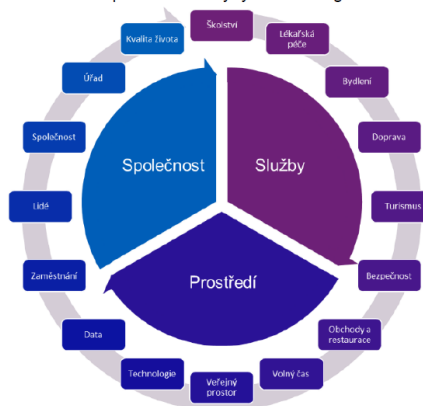 Školství
Lékařská
péče
Bydlení
Doprava
Turismus
Bezpečnost
Obchody a
restaurace
Volný čas
Veřejný
prostor
Technologie
Data
Zaměstnání
Lidé
Společnost
Úřad
Kvalita života
Společnost
Služby
Prostředí